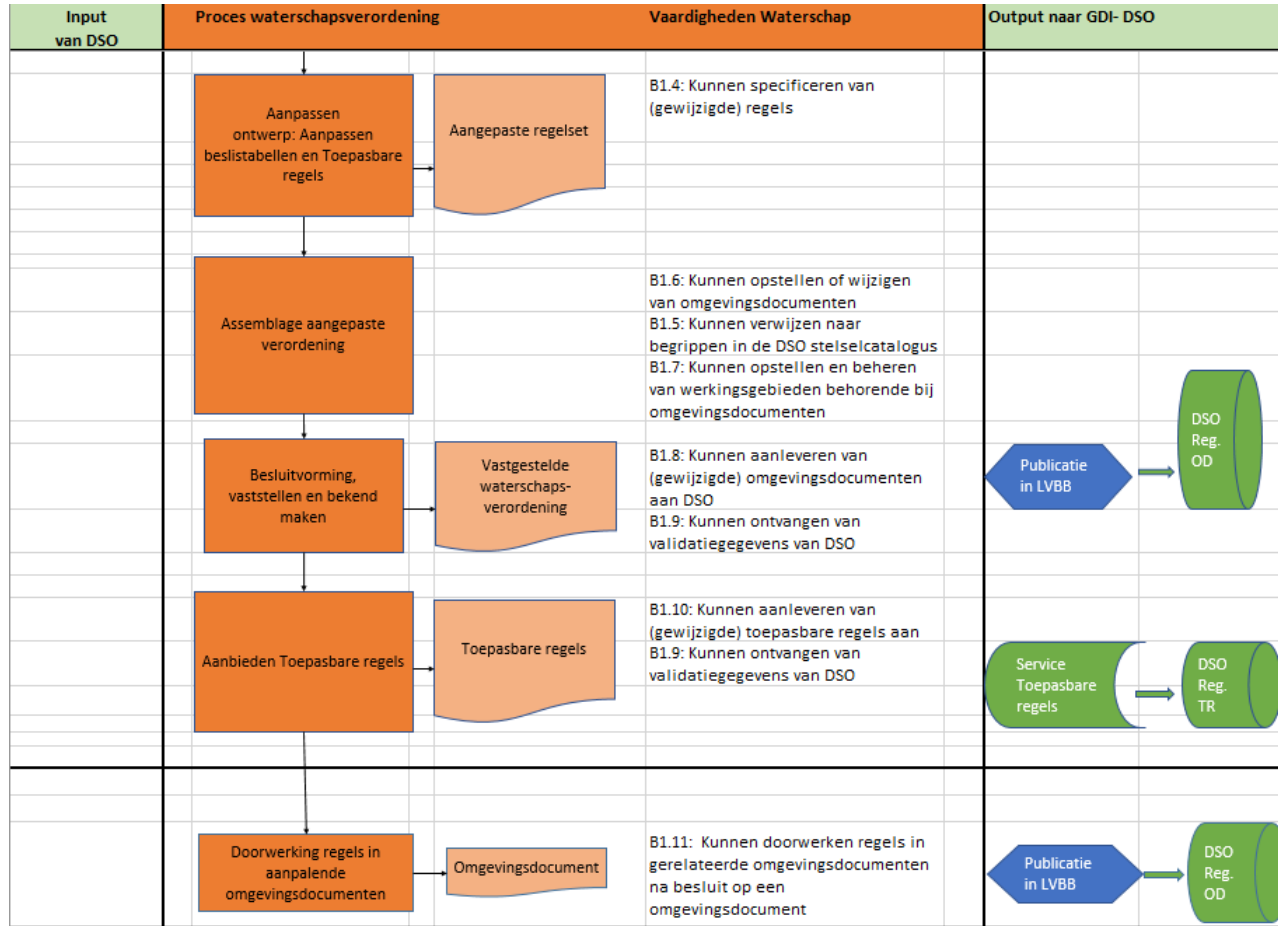 Input
van DSO
Proces waterschapsverordening
Vaardigheden Waterschap
Output naar GDI- DSO
Aanpassen
ontwerp: Aanpassen
beslistabellen en Toepasbare
regels
Aangepaste regelset
B1.4: Kunnen specificeren van
(gewijzigde) regels
Assemblage aangepaste
verordening
B1.6: Kunnen opstellen of wijzigen
van omgevingsdocumenten
B1.5: Kunnen verwijzen naar
begrippen in de DSO stelselcatalogus
B1.7: Kunnen opstellen en beheren
van werkingsgebieden behorende bij
omgevingsdocumenten
Besluitvorming,
vaststellen en bekend
maken
Vastgestelde
waterschaps-
verordening
B1.8: Kunnen aanleveren van
(gewijzigde) omgevingsdocumenten
aan DSO
B1.9: Kunnen ontvangen van
validatiegegevens van DSO
Publicatie
in LVBB
DSO
Reg.
OD
Aanbieden Toepasbare regels
Toepasbare regels
B1.10: Kunnen aanleveren van
(gewijzigde) toepasbare regels aan
B1.9: Kunnen ontvangen van
validatiegegevens van DSO
Service
Toepasbare
regels
DSO
Reg.
TR
Doorwerking regels in
aanpalende
omgevingsdocumenten
Omgevingsdocument
B1.11:  Kunnen doorwerken regels in
gerelateerde omgevingsdocumenten
na besluit op een
omgevingsdocument
Publicatie
in LVBB
DSO
Reg.
OD